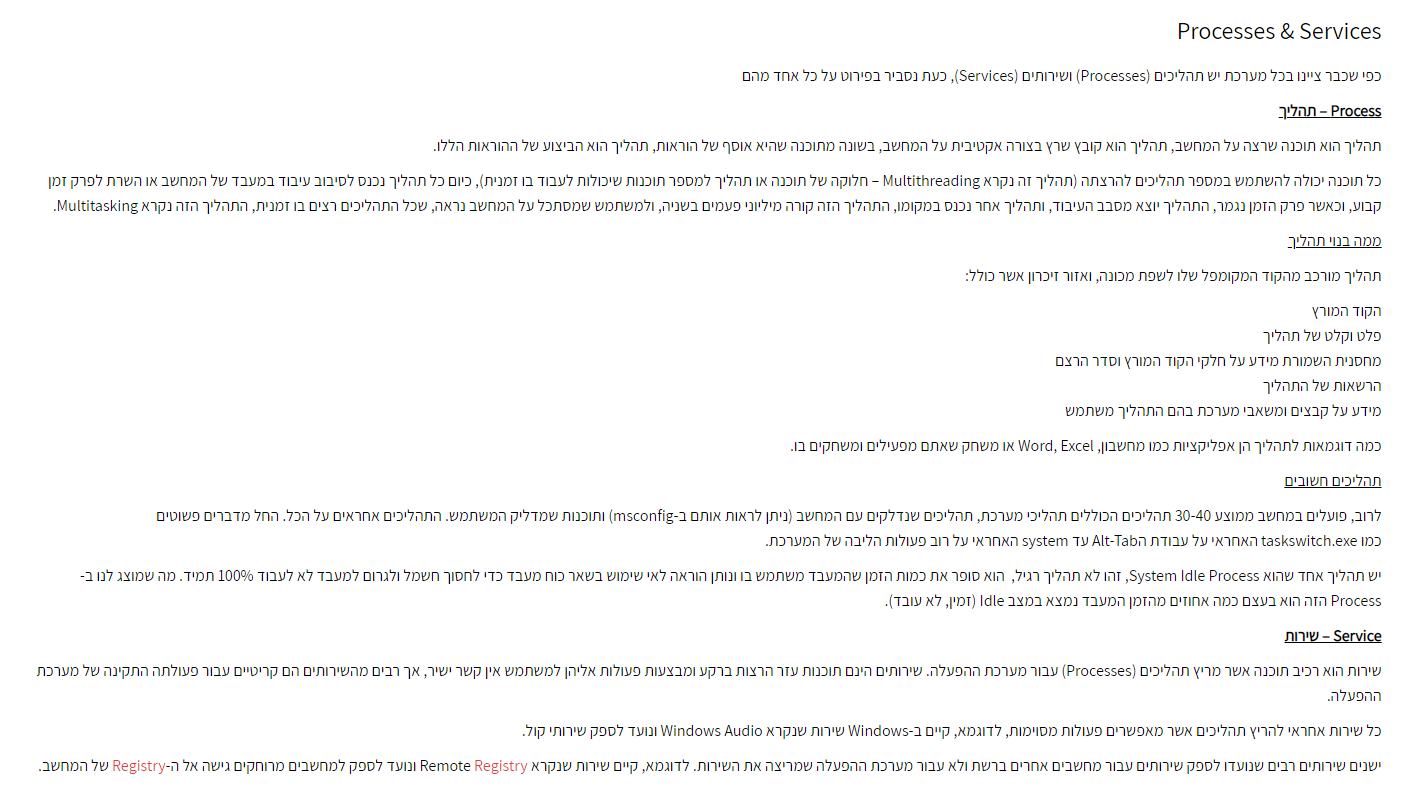 Processes & Services
כפי שכבר ציינו בכל מערכת יש תהליכים (Processes) ושירותים (Services), כעת נסביר בפירוט על כל אחד מהם
Process – תהליך
תהליך הוא תוכנה שרצה על המחשב, תהליך הוא קובץ שרץ בצורה אקטיבית על המחשב, בשונה מתוכנה שהיא אוסף של הוראות, תהליך הוא הביצוע של ההוראות הללו.
כל תוכנה יכולה להשתמש במספר תהליכים להרצתה (תהליך זה נקרא Multithreading – חלוקה של תוכנה או תהליך למספר תוכנות שיכולות לעבוד בו זמנית), כיום כל תהליך נכנס לסיבוב עיבוד במעבד של המחשב או השרת לפרק זמן
קבוע, וכאשר פרק הזמן נגמר, התהליך יוצא מסבב העיבוד, ותהליך אחר נכנס במקומו, התהליך הזה קורה מיליוני פעמים בשניה, ולמשתמש שמסתכל על המחשב נראה, שכל התהליכים רצים בו זמנית, התהליך הזה נקרא Multitasking.
ממה בנוי תהליך
תהליך מורכב מהקוד המקומפל שלו לשפת מכונה, ואזור זיכרון אשר כולל:
הקוד המורץ
פלט וקלט של תהליך
מחסנית השמורת מידע על חלקי הקוד המורץ וסדר הרצם
הרשאות של התהליך
מידע על קבצים ומשאבי מערכת בהם התהליך משתמש
כמה דוגמאות לתהליך הן אפליקציות כמו מחשבון, Word, Excel או משחק שאתם מפעילים ומשחקים בו.
תהליכים חשובים
לרוב, פועלים במחשב ממוצע 30-40 תהליכים הכוללים תהליכי מערכת, תהליכים שנדלקים עם המחשב (ניתן לראות אותם ב-msconfig) ותוכנות שמדליק המשתמש. התהליכים אחראים על הכל. החל מדברים פשוטים
כמו taskswitch.exe האחראי על עבודת הAlt-Tab עד system האחראי על רוב פעולות הליבה של המערכת.
יש תהליך אחד שהוא System Idle Process, זהו לא תהליך רגיל, הוא סופר את כמות הזמן שהמעבד משתמש בו ונותן הוראה לאי שימוש בשאר כוח מעבד כדי לחסוך חשמל ולגרום למעבד לא לעבוד 100% תמיד. מה שמוצג לנו ב-
Process הזה הוא בעצם כמה אחוזים מהזמן המעבד נמצא במצב Idle (זמין, לא עובד).
Service – שירות
שירות הוא רכיב תוכנה אשר מריץ תהליכים (Processes) עבור מערכת ההפעלה. שירותים הינם תוכנות עזר הרצות ברקע ומבצעות פעולות אליהן למשתמש אין קשר ישיר, אך רבים מהשירותים הם קריטיים עבור פעולתה התקינה של מערכת
ההפעלה.
כל שירות אחראי להריץ תהליכים אשר מאפשרים פעולות מסוימות, לדוגמא, קיים ב-Windows שירות שנקרא Windows Audio ונועד לספק שירותי קול.
ישנים שירותים רבים שנועדו לספק שירותים עבור מחשבים אחרים ברשת ולא עבור מערכת ההפעלה שמריצה את השירות. לדוגמא, קיים שירות שנקרא Remote Registry ונועד לספק למחשבים מרוחקים גישה אל ה-Registry של המחשב.